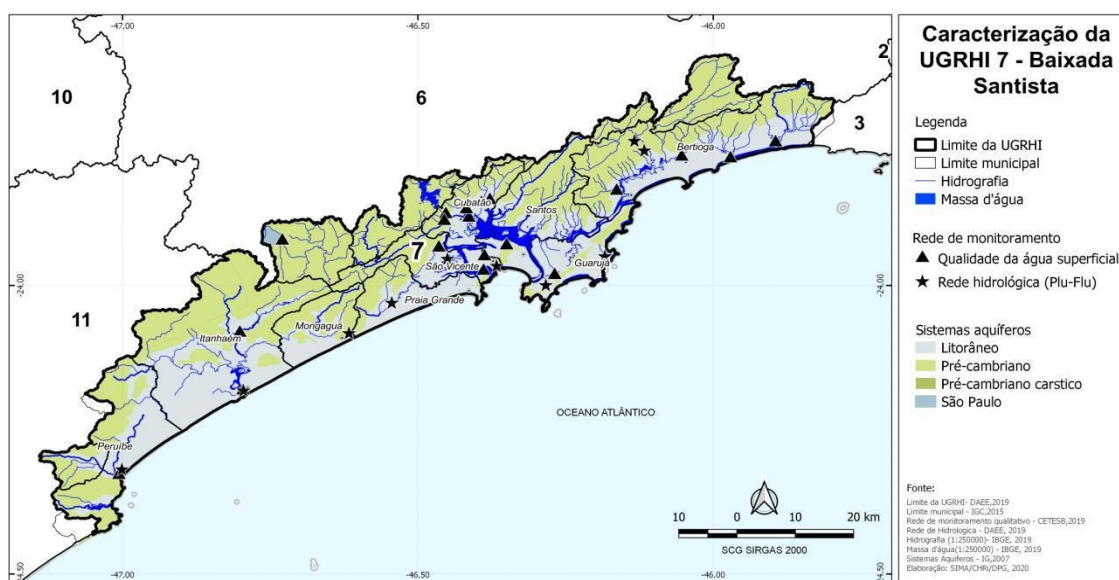 -47.00
-46.50
-46.00
10
6
2
3
Bertioga
Cubatão
Santos
7
São Vicente
Guarujá
-24.00
-24.00
Praia Grande
11
Mongaguá
Itanhaém
OCEANO ATLÂNTICO
Peruíbe
10 0 10 20 km
SCG SIRGAS 2000
-47.00
-46.50
-46.00
Caracterização da
UGRHI 7 - Baixada
Santista
Legenda
Limite da UGRHI
Limite municipal
Hidrografia
Massa d'água
Rede de monitoramento
Qualidade da água superficial
Rede hidrológica (Plu-Flu)
Sistemas aquíferos
Litorâneo
Pré-cambriano
Pré-cambriano carstico
São Paulo
Fonte:
Limite da UGRHI- DAEE,2019
Limite municipal - IGC,2015
Rede de monitoramento qualitativo - CETESB,2019
Rede de Hidrologica - DAEE, 2019
Hidrografia (1:250000)- IBGE, 2019
Massa d'água(1:250000) - IBGE, 2019
Sistemas Aquiferos - IG,2007
Elaboração: SIMA/CHRi/DPG, 2020